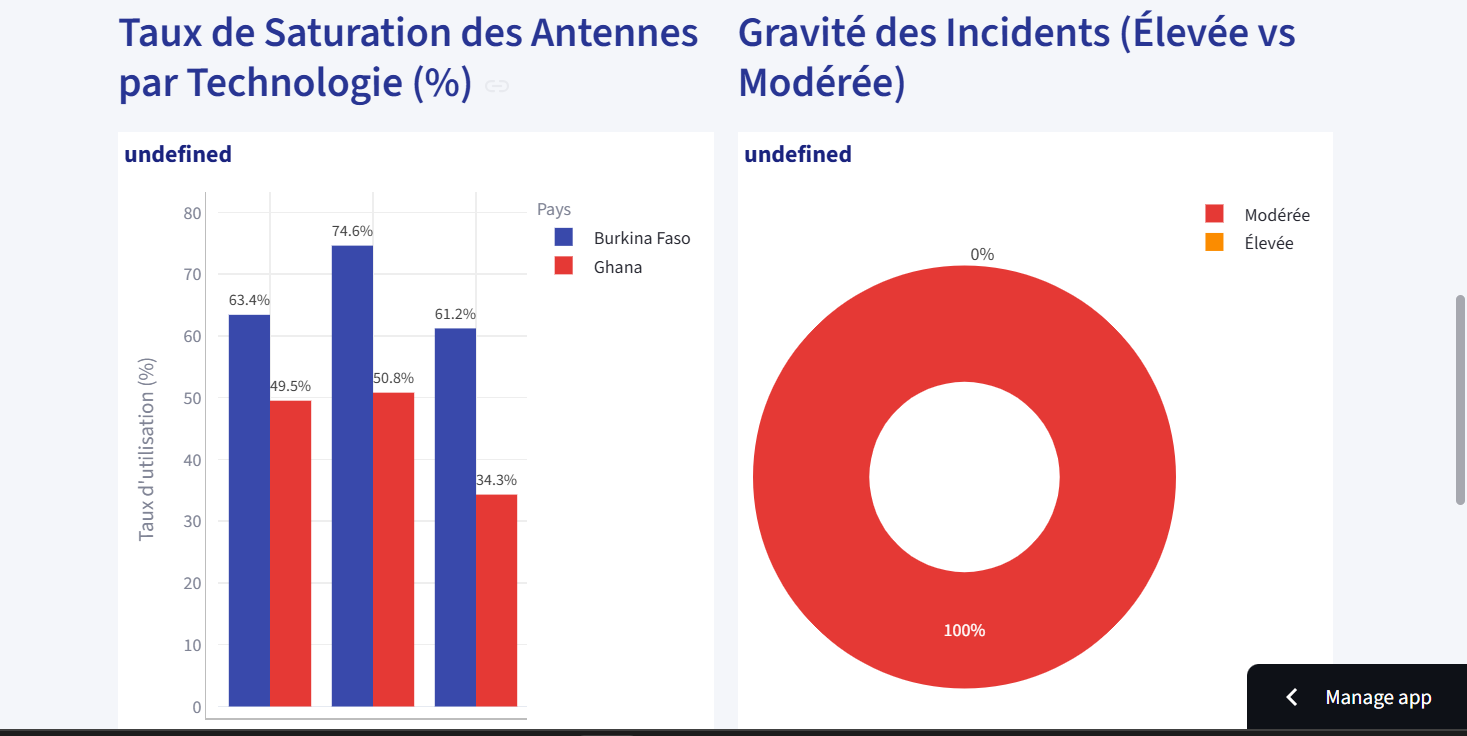 Taux de Saturation des Antennes
par Technologie (%)
undefined
Pays
Burkina Faso
Ghana
Taux d'utilisation (%)
80
70
60
50
40
30
20
10
0
63.4%
49.5%
74.6%
50.8%
61.2%
34.3%
Gravité des Incidents (Élevée vs
Modérée)
undefined
Modérée
Élevée
0%
100%
Manage app